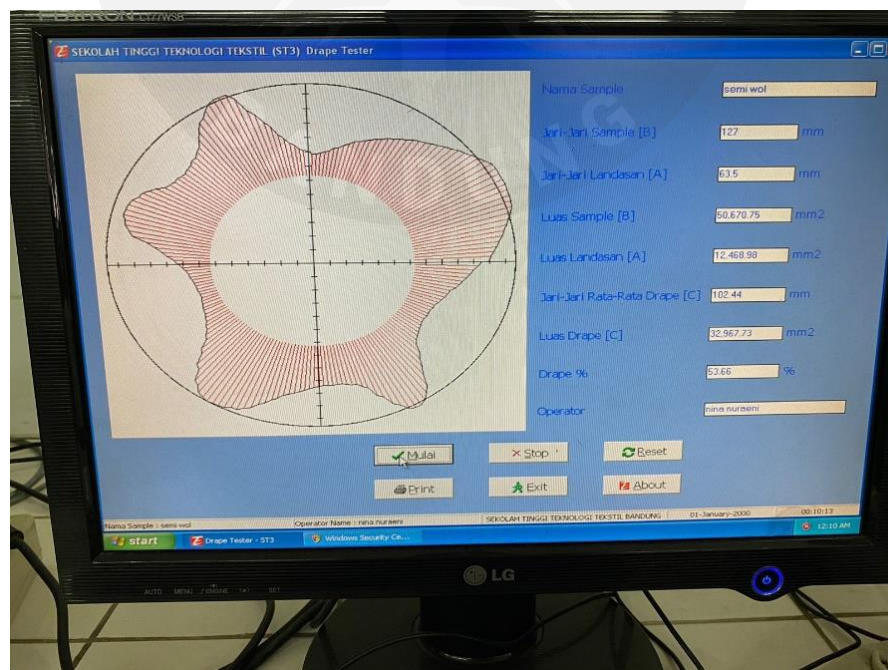 L177WSB
SEKOLAH TINGGI TEKNOLOGI TEKSTIL (ST3) Drape Tester
Nama Sample semi wol
Jari-Jari Sample [B] 127 mm
Jari-Jari Landasan [A] 63.5 mm
Luas Sample [B] 50,670.75 mm2
Luas Landasan [A] 12,468.98 mm2
Jari-Jari Rata-Rata Drape [C] 102.44 mm
Luas Drape [C] 32,967.73 mm2
Drape % 53.66 %
Operator nina nuraeni
Mulai Stop Reset
Print Exit About
Nama Sample : semi wol Operator Name : nina nuraeni SEKOLAH TINGGI TEKNOLOGI TEKSTIL BANDUNG 01-January-2000 00:10:13
start Drape Tester - ST3 Windows Security Ce... 12:10 AM
LG
AUTO MENU SET